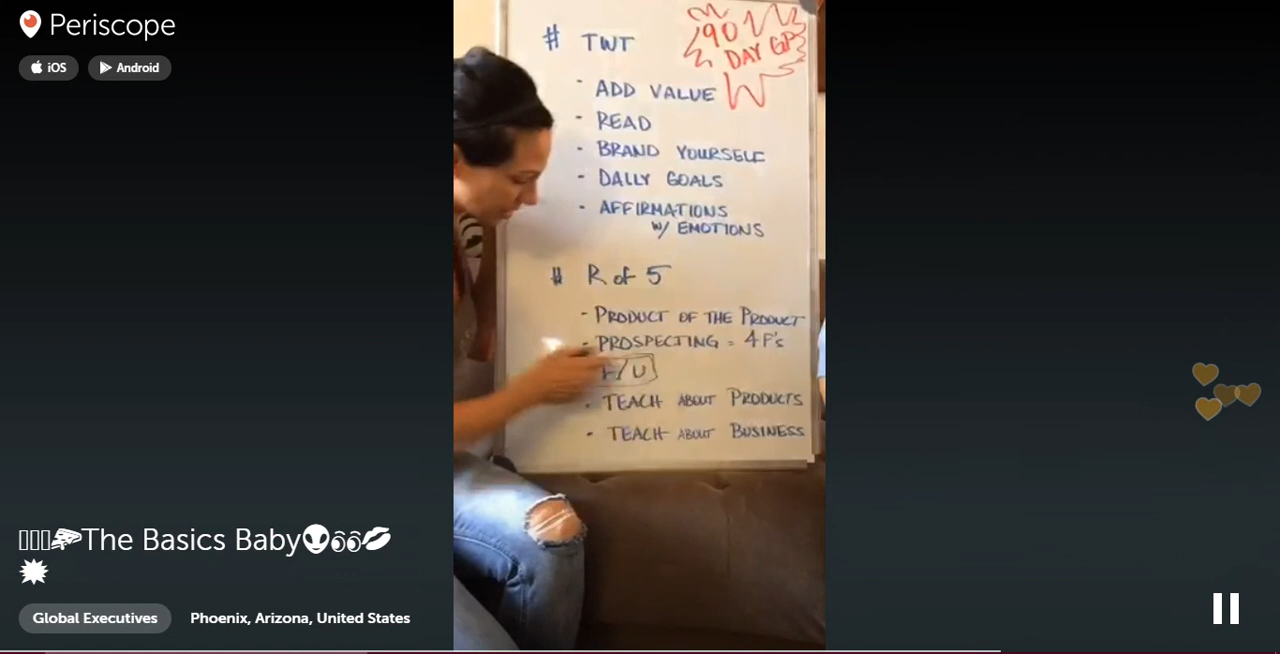 Periscope
iOS
Android
# TWT
90
DAY GP
- ADD VALUE
- READ
- BRAND YOURSELF
- DAILY GOALS
- AFFIRMATIONS
W/ EMOTIONS
# R of 5
- PRODUCT OF THE PRODUCT
- PROSPECTING = 4 F's
F/U
- TEACH ABOUT PRODUCTS
- TEACH ABOUT BUSINESS
The Basics Baby
Global Executives
Phoenix, Arizona, United States